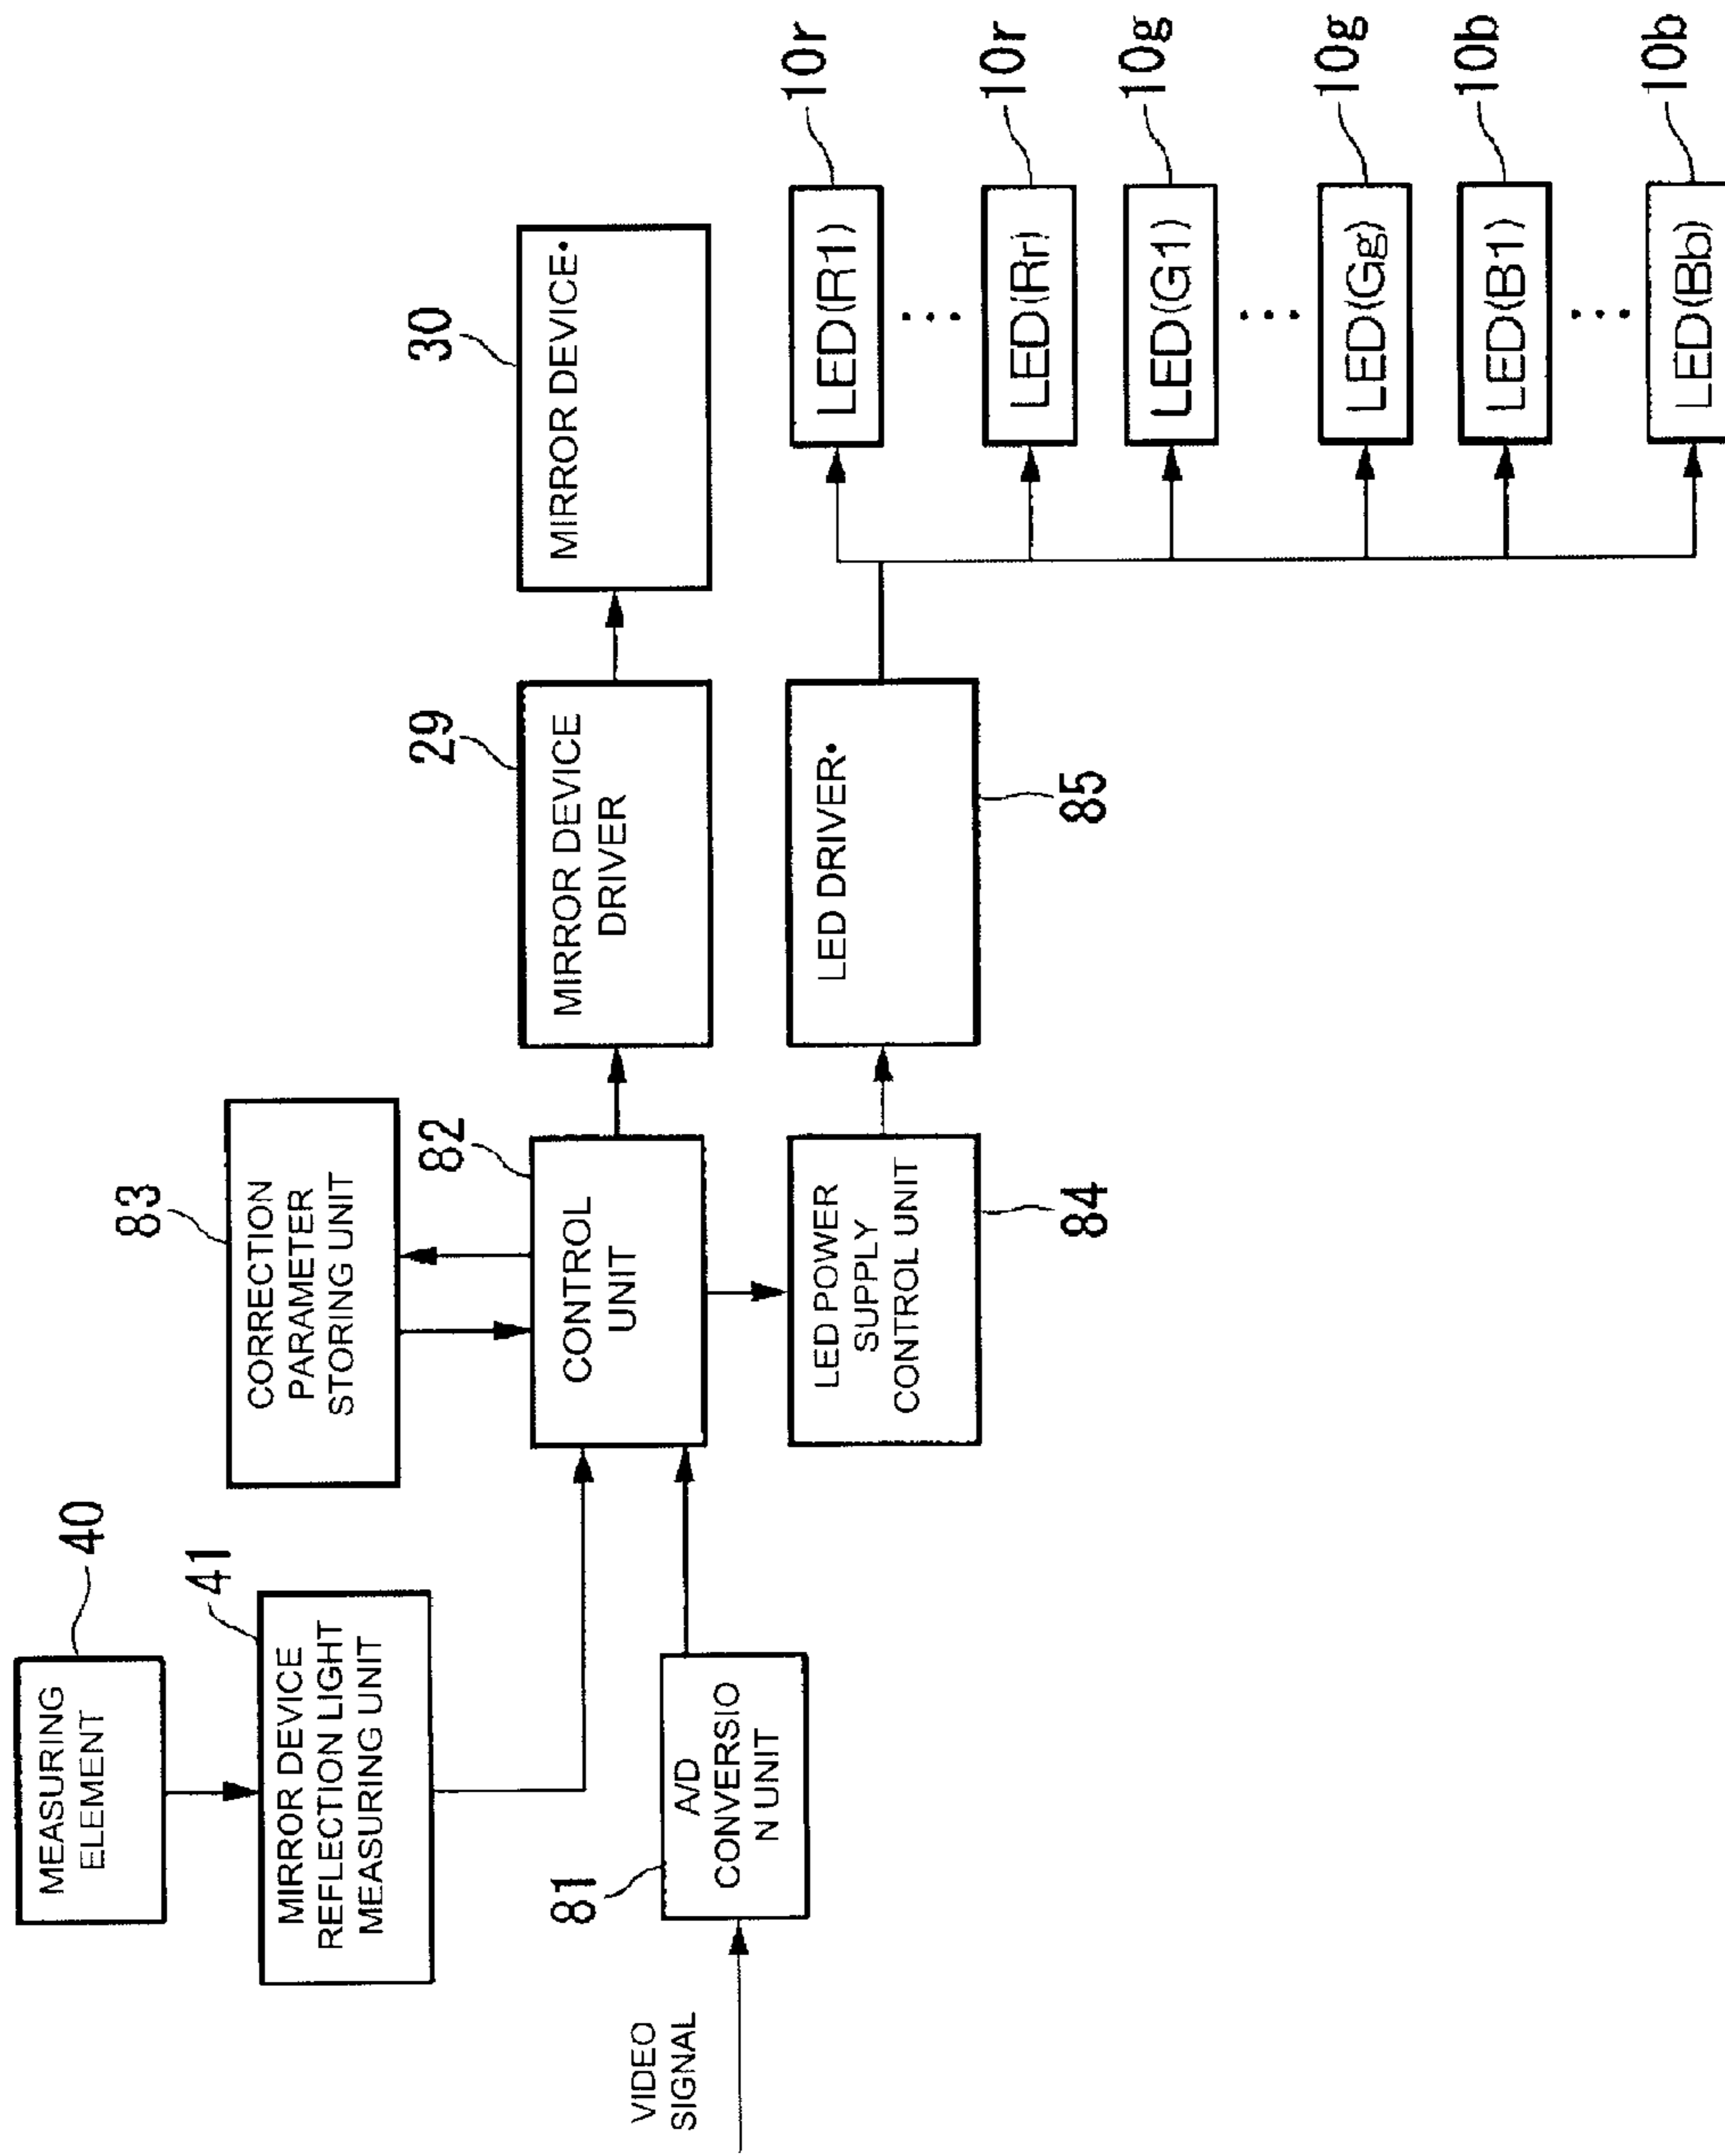 40
MEASURING
ELEMENT
41
MIRROR DEVICE
REFLECTION LIGHT
MEASURING UNIT
83
CORRECTION
PARAMETER
STORING UNIT
VIDEO
SIGNAL
81
A/D
CONVERSIO
N UNIT
82
CONTROL
UNIT
29
MIRROR DEVICE
DRIVER
30
MIRROR DEVICE•
LED POWER
SUPPLY
CONTROL UNIT
84
LED DRIVER•
85
LED(R1)
10r
LED(Rr)
10r
LED(G1)
10g
LED(Gg)
10g
LED(B1)
10b
LED(Bb)
10b